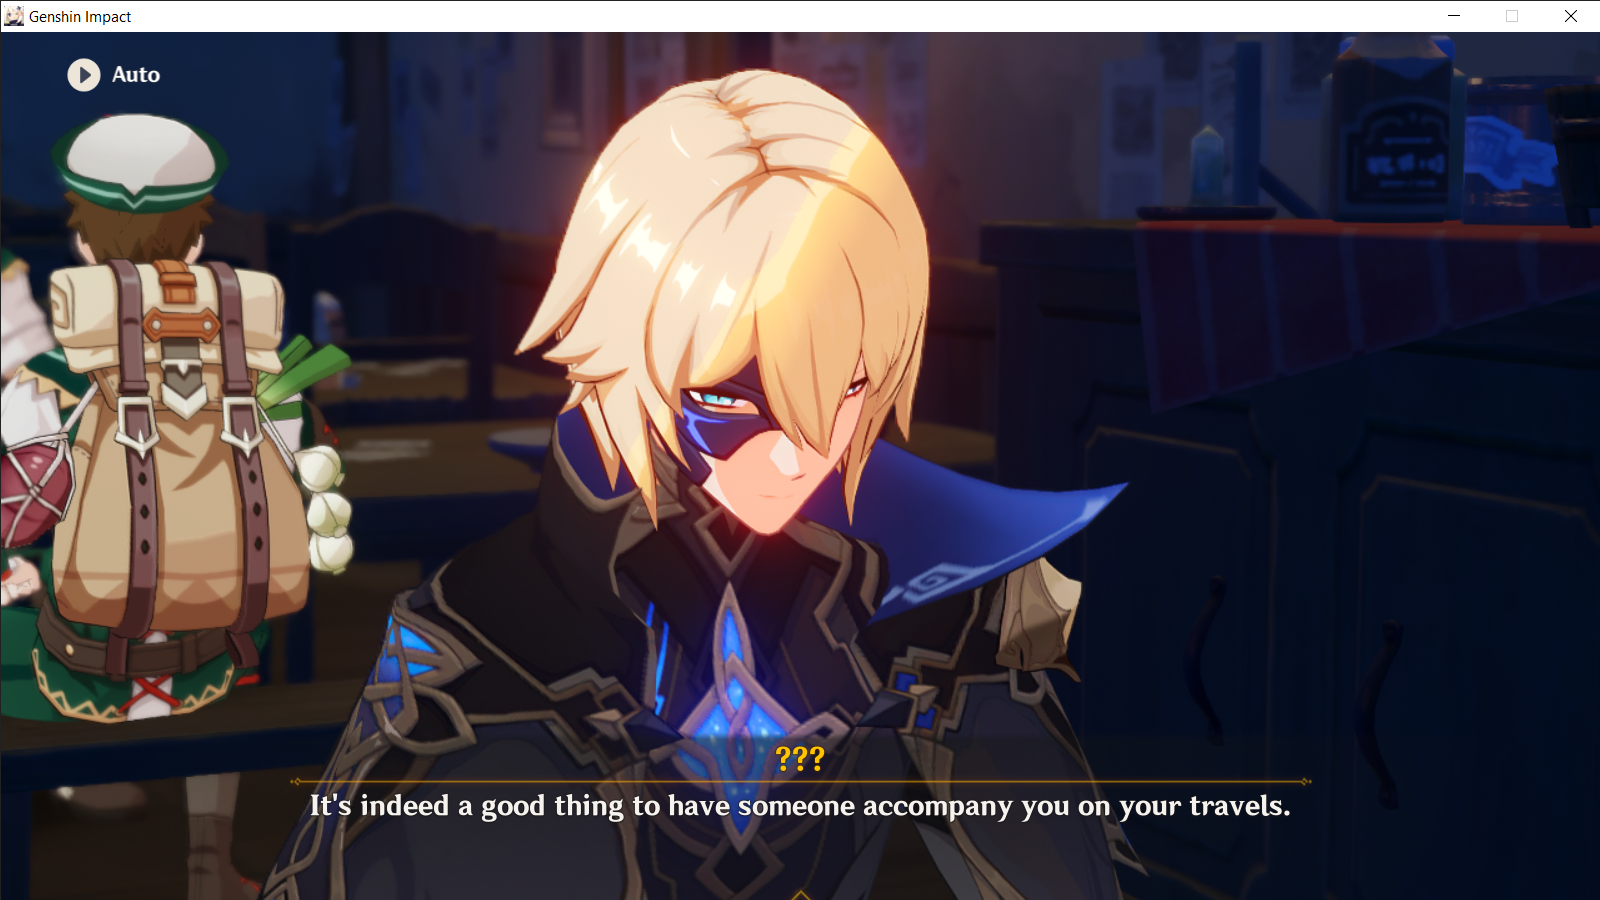 Genshin Impact
Auto
???
It's indeed a good thing to have someone accompany you on your travels.